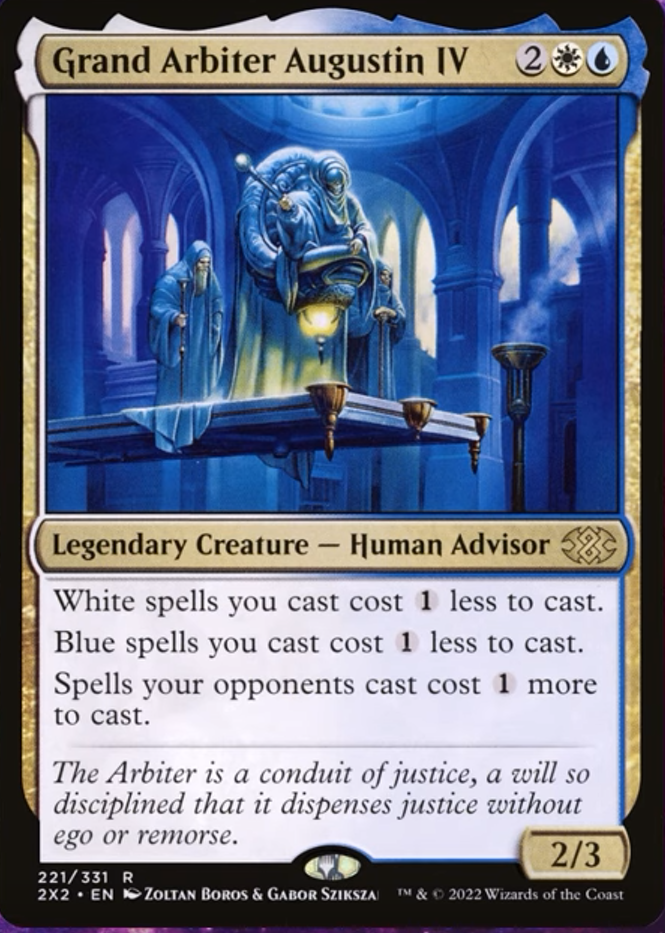 Grand Arbiter Augustin IV 2
Legendary Creature — Human Advisor
White spells you cast cost 1 less to cast.
Blue spells you cast cost 1 less to cast.
Spells your opponents cast cost 1 more
to cast.
The Arbiter is a conduit of justice, a will so
disciplined that it dispenses justice without
ego or remorse.
2/3
221/331 R
2X2 • EN ZOLTAN BOROS & GABOR SZIKSZAI ™ & © 2022 Wizards of the Coast